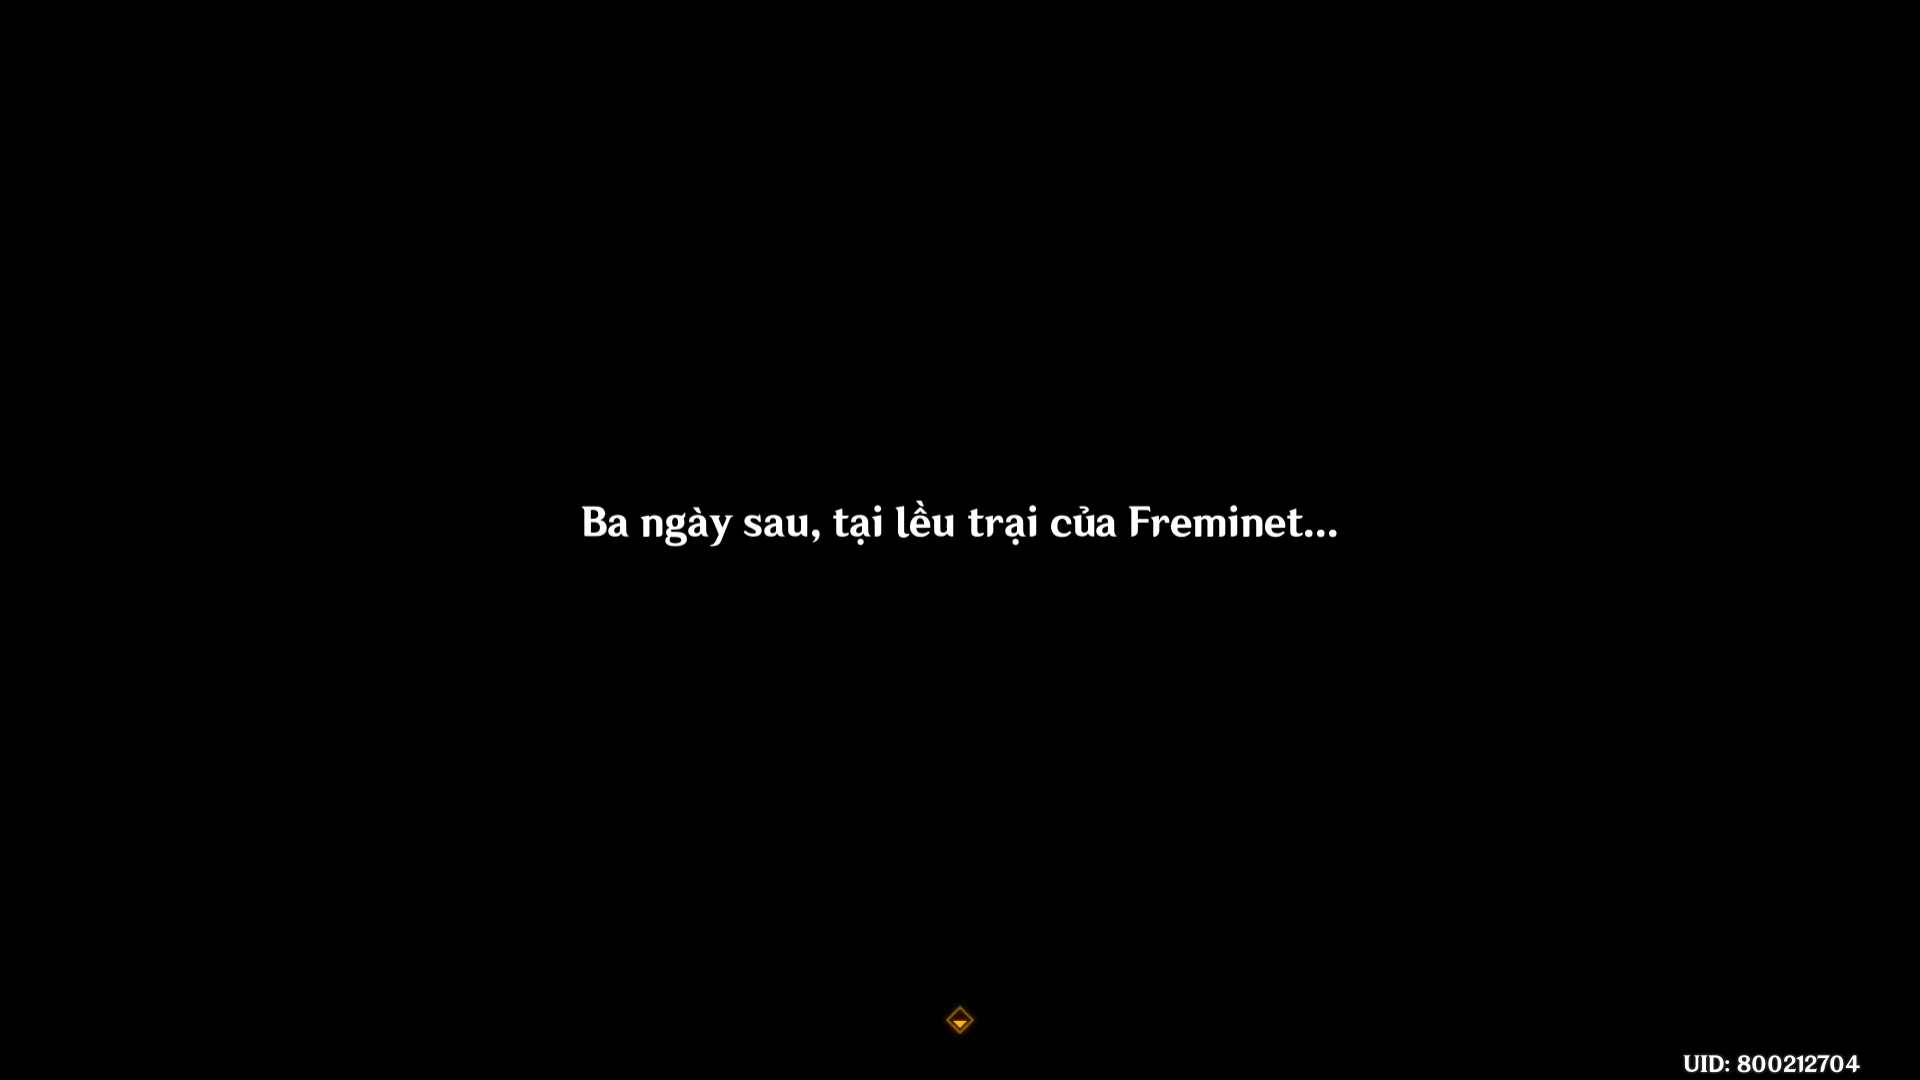 Ba ngày sau, tại lều trại của Freminet...
UID: 800212704